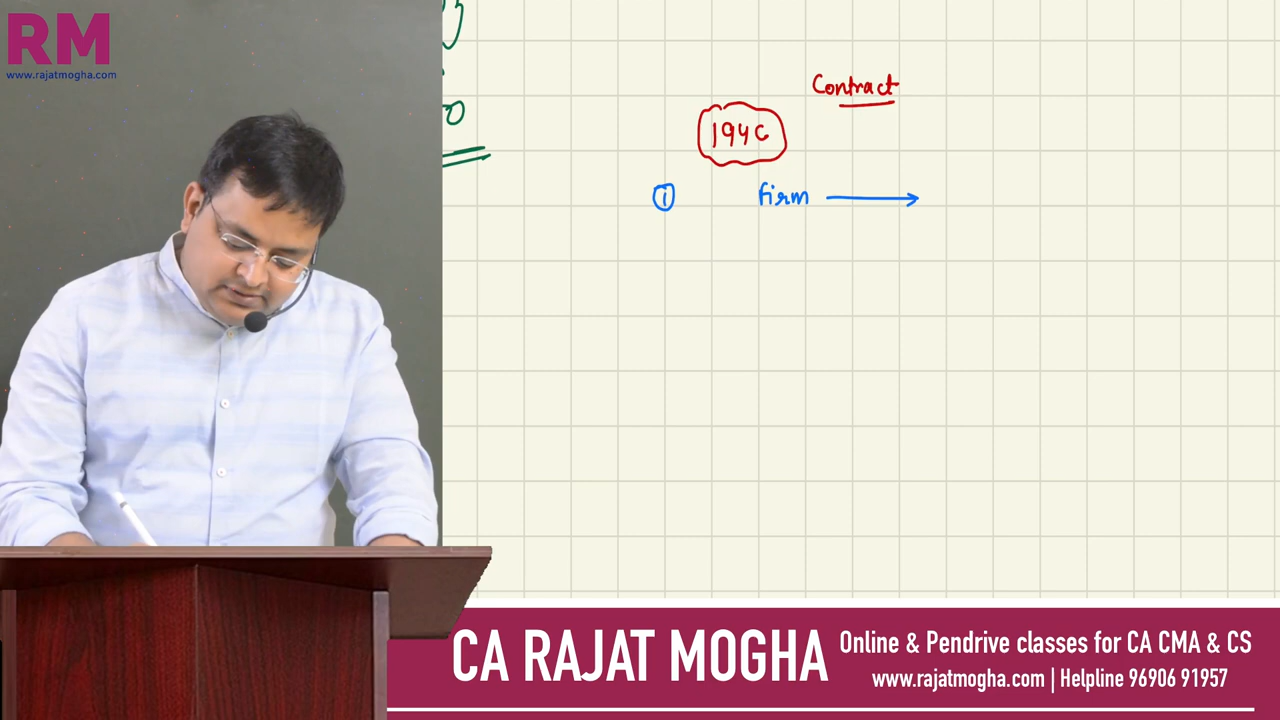 RM
www.rajatmogha.com
Contract
194C
1 firm
CA RAJAT MOGHA
Online & Pendrive classes for CA CMA & CS
www.rajatmogha.com | Helpline 96906 91957